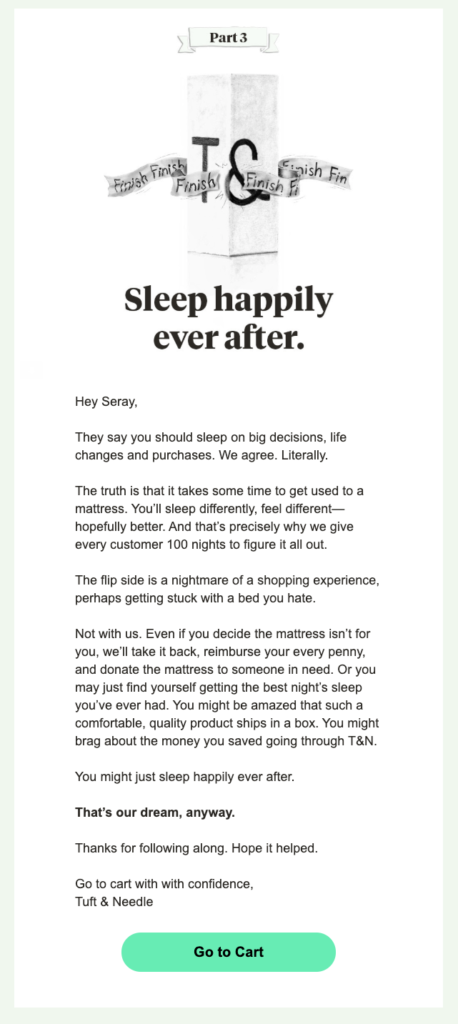 Part 3
T&
Finish Finish Finish Finish Fi Finish Fin
Sleep happily
ever after.
Hey Seray,
They say you should sleep on big decisions, life
changes and purchases. We agree. Literally.
The truth is that it takes some time to get used to a
mattress. You'll sleep differently, feel different—
hopefully better. And that's precisely why we give
every customer 100 nights to figure it all out.
The flip side is a nightmare of a shopping experience,
perhaps getting stuck with a bed you hate.
Not with us. Even if you decide the mattress isn't for
you, we'll take it back, reimburse your every penny,
and donate the mattress to someone in need. Or you
may just find yourself getting the best night's sleep
you've ever had. You might be amazed that such a
comfortable, quality product ships in a box. You might
brag about the money you saved going through T&N.
You might just sleep happily ever after.
That's our dream, anyway.
Thanks for following along. Hope it helped.
Go to cart with with confidence,
Tuft & Needle
Go to Cart